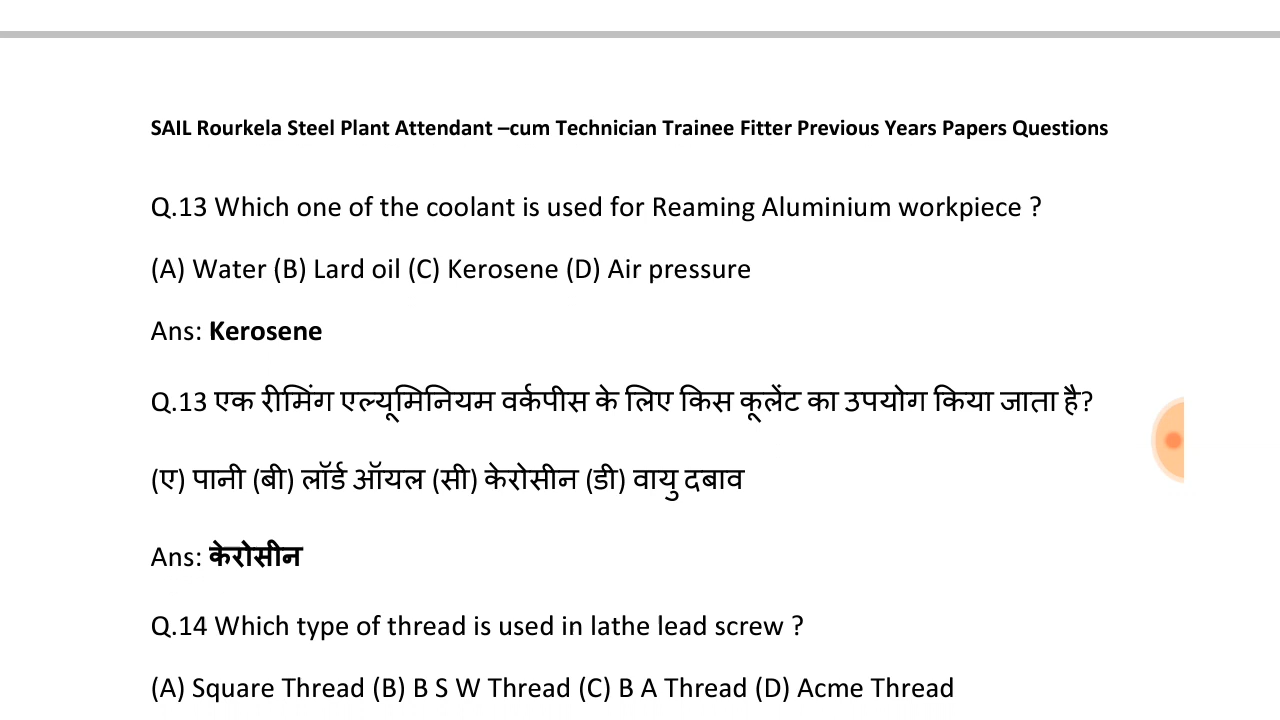 SAIL Rourkela Steel Plant Attendant –cum Technician Trainee Fitter Previous Years Papers Questions
Q.13 Which one of the coolant is used for Reaming Aluminium workpiece ?
(A) Water (B) Lard oil (C) Kerosene (D) Air pressure
Ans: Kerosene
Q.13 एक रीमिंग एल्यूमिनियम वर्कपीस के लिए किस कूलेंट का उपयोग किया जाता है?
(ए) पानी (बी) लॉर्ड ऑयल (सी) केरोसीन (डी) वायु दबाव
Ans: केरोसीन
Q.14 Which type of thread is used in lathe lead screw ?
(A) Square Thread (B) B S W Thread (C) B A Thread (D) Acme Thread